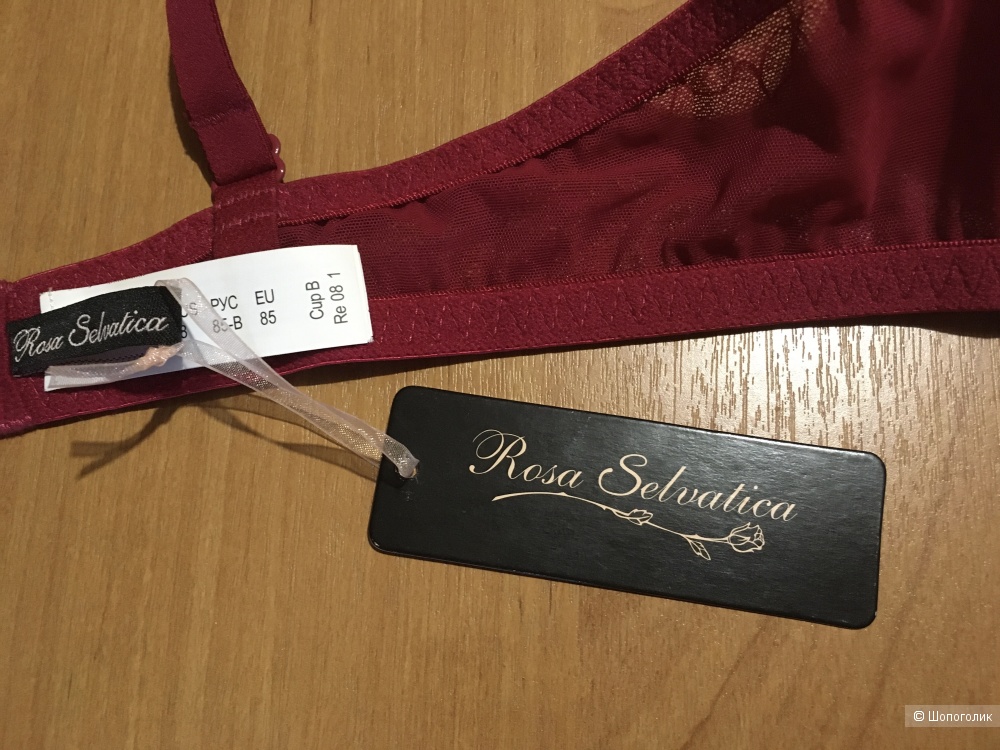 Rosa Selvatica
РУС
EU
85-B
85
Cup B
Re 08 1
Rosa Selvatica
© Шопоголик